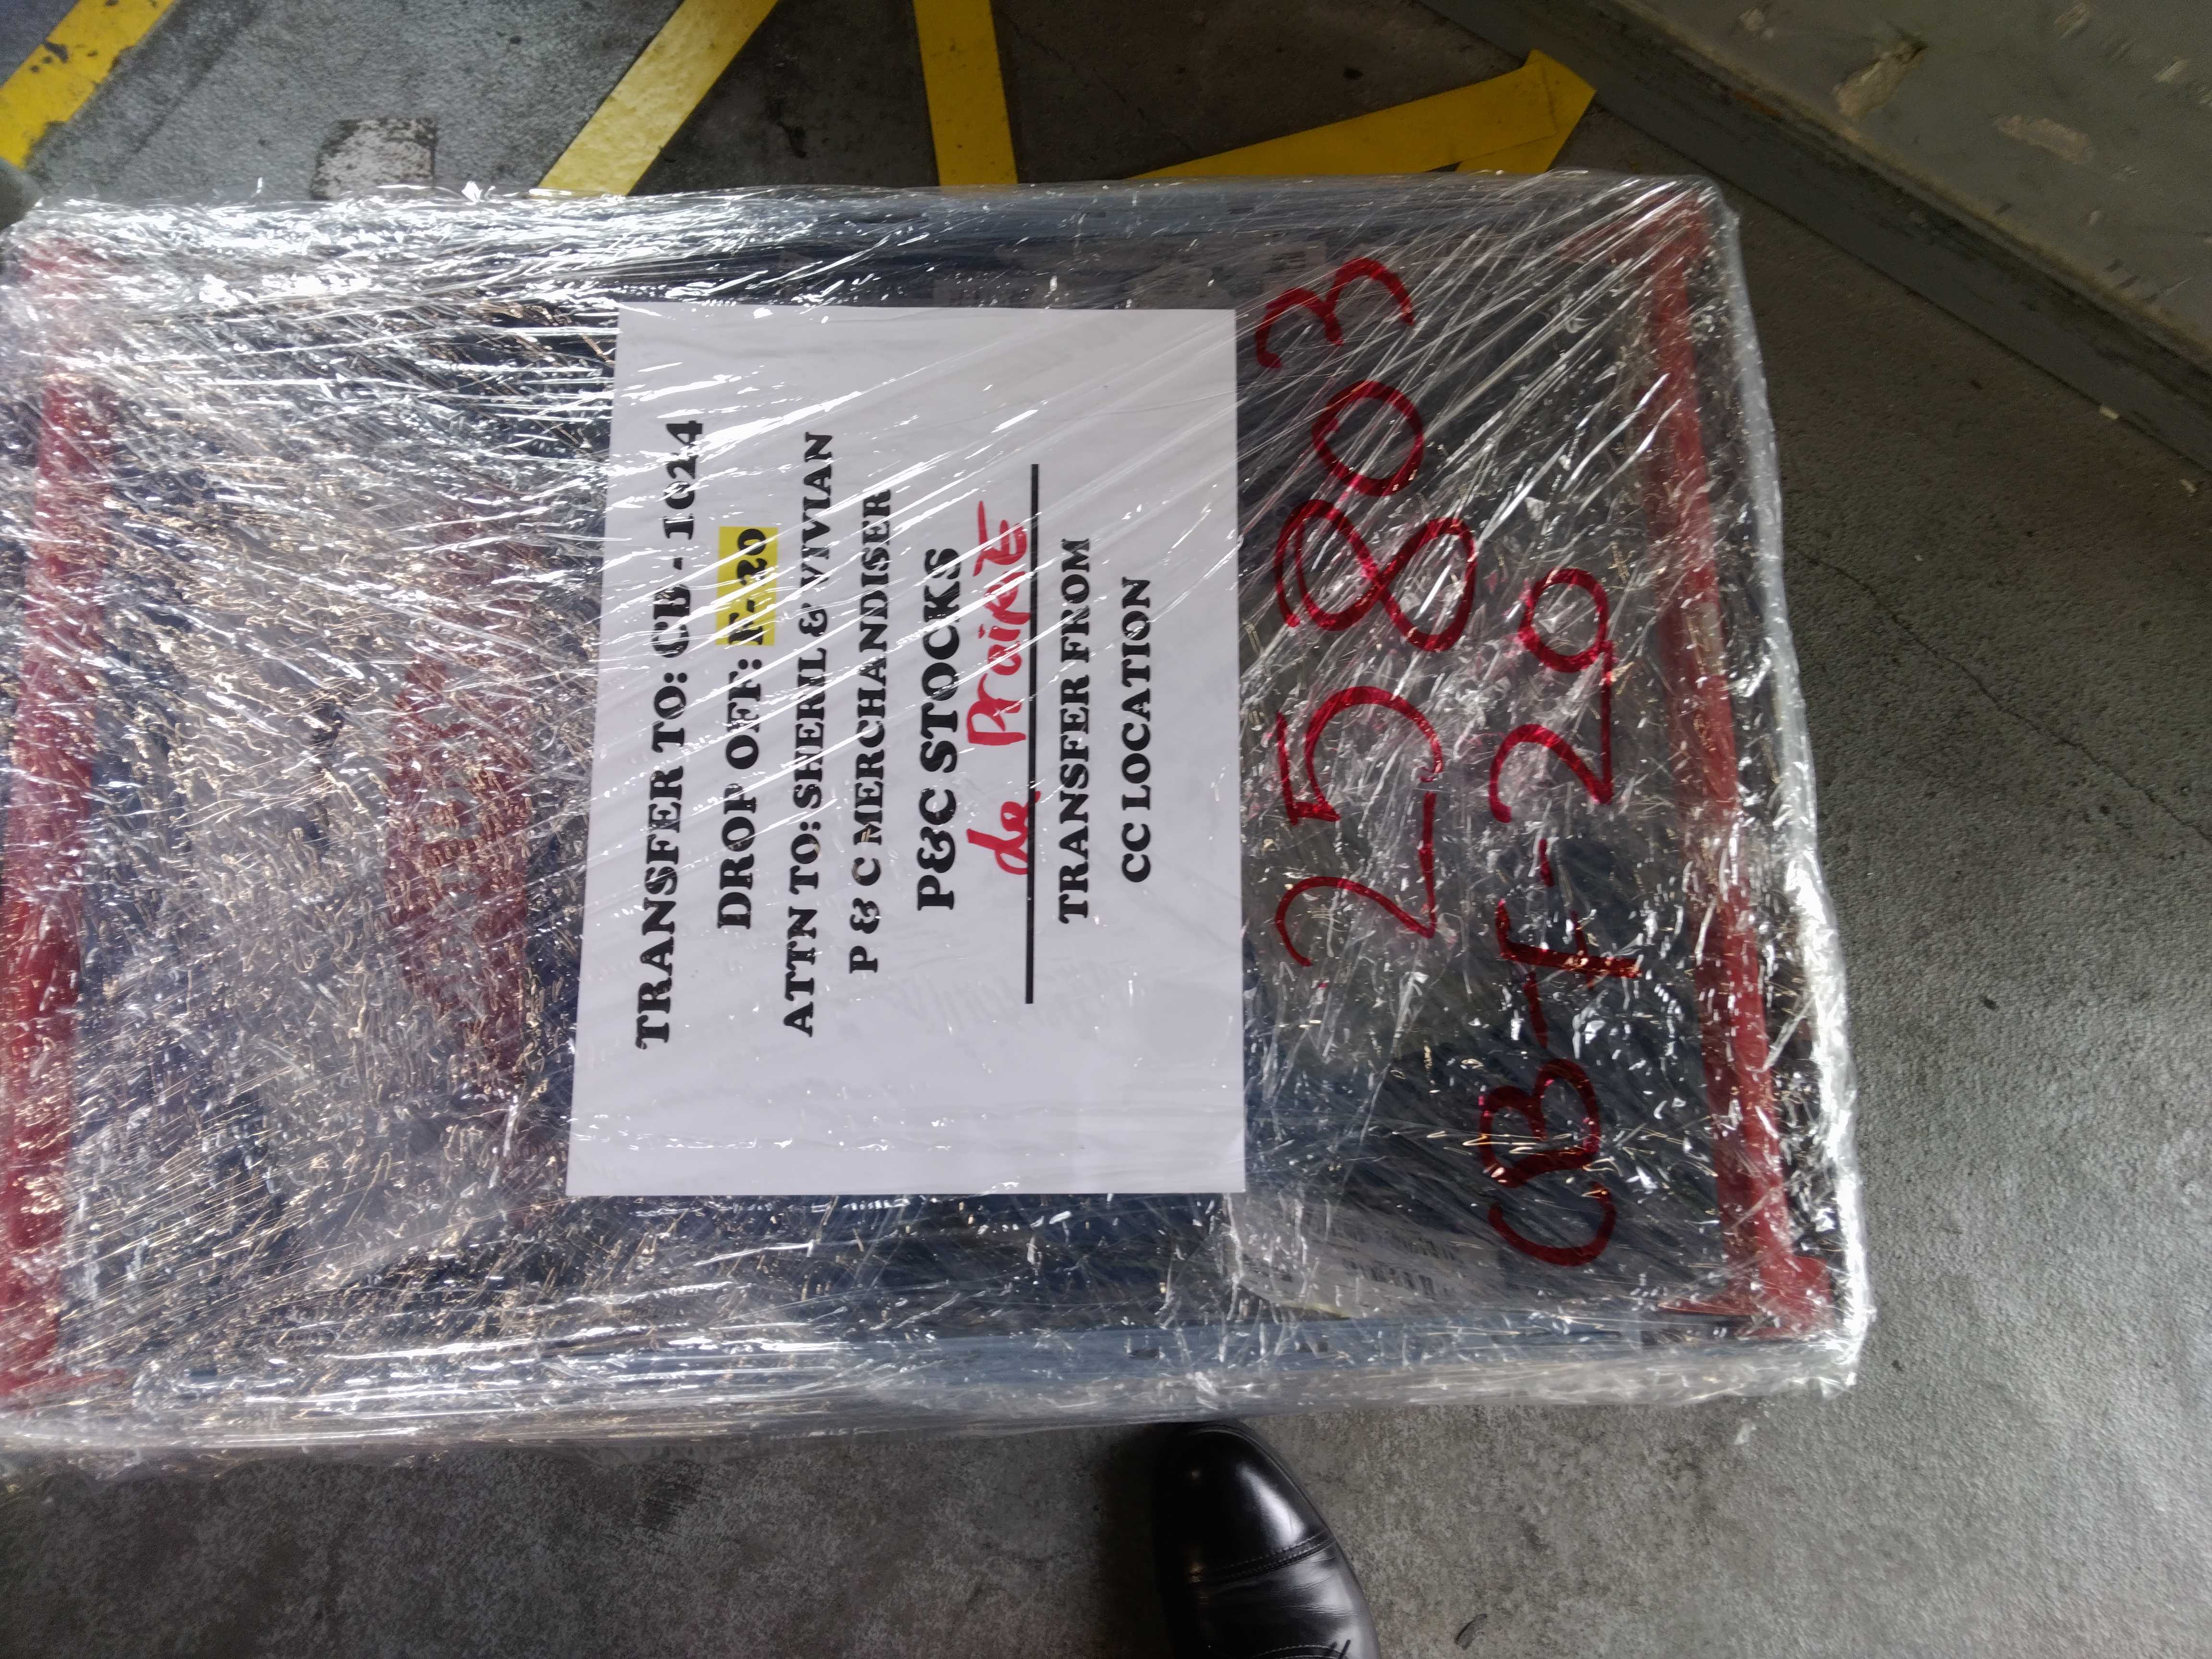 TRANSFER TO: CB - 1024
DROP OFF: F-20
ATTN TO: SHERIL & VIVIAN
P & C MERCHANDISER
P&C STOCKS
de Prairie
TRANSFER FROM
CC LOCATION
25803
CB-F-20